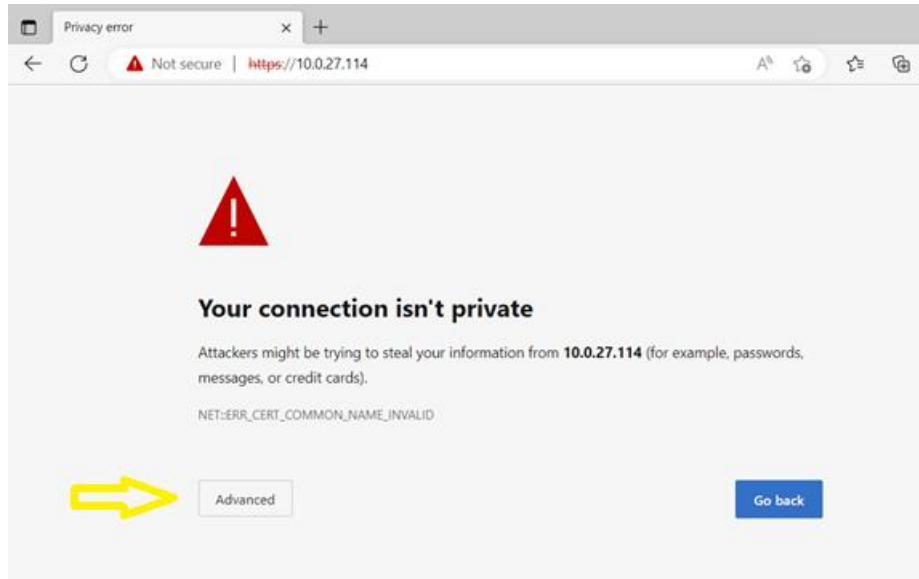 Privacy error
Not secure | https://10.0.27.114
Your connection isn't private
Attackers might be trying to steal your information from 10.0.27.114 (for example, passwords,
messages, or credit cards).
NET::ERR_CERT_COMMON_NAME_INVALID
Advanced
Go back